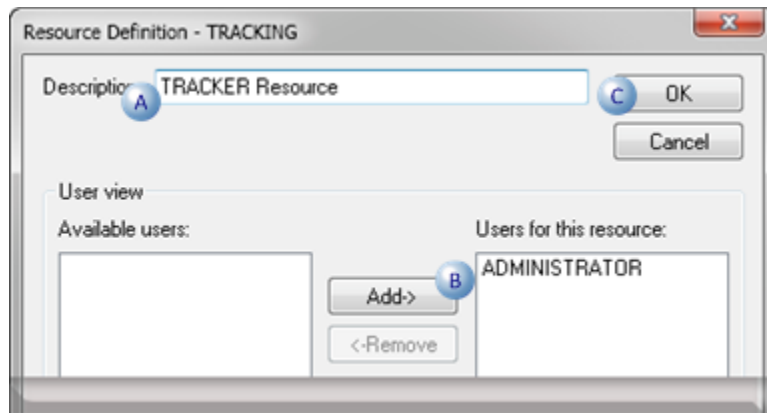 Resource Definition - TRACKING
Description
A
TRACKER Resource
C
OK
Cancel
User view
Available users:
Users for this resource:
ADMINISTRATOR
B
Add->
<-Remove